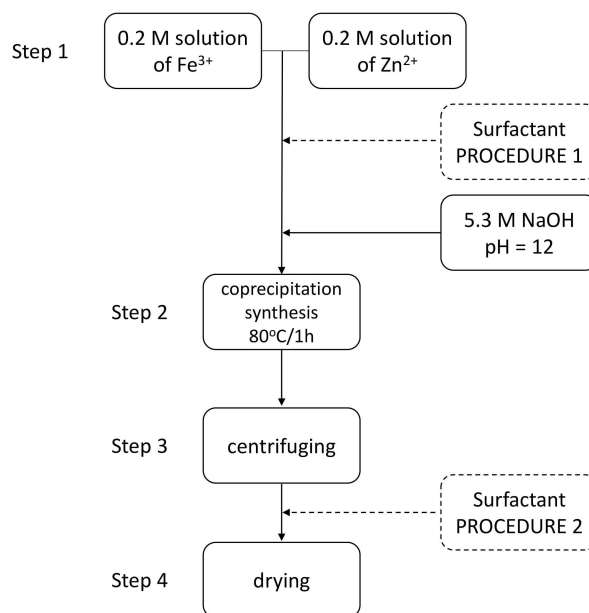 Step 1
0.2 M solution
of Fe³⁺
0.2 M solution
of Zn²⁺
Surfactant
PROCEDURE 1
5.3 M NaOH
pH = 12
Step 2
coprecipitation
synthesis
80°C/1h
Step 3
centrifuging
Surfactant
PROCEDURE 2
Step 4
drying